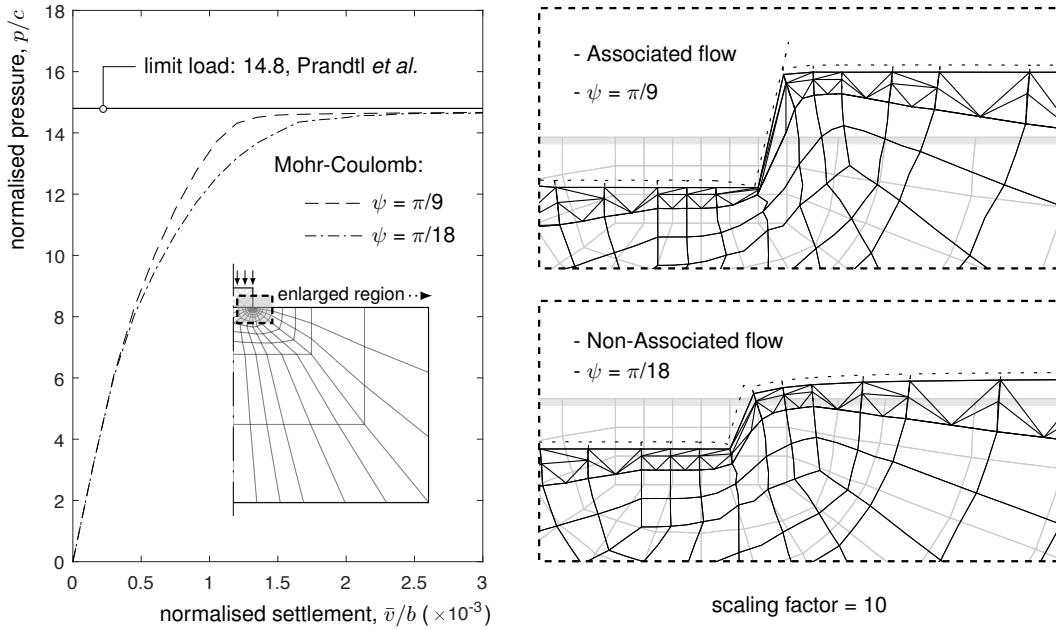 normalised pressure, p/c
18
16
14
12
10
8
6
4
2
0
limit load: 14.8, Prandtl et al.
Mohr-Coulomb:
ψ = π/9
ψ = π/18
enlarged region
0
0.5
1
1.5
2
2.5
3
normalised settlement, v̄/b (×10⁻³)
- Associated flow
- ψ = π/9
- Non-Associated flow
- ψ = π/18
scaling factor = 10